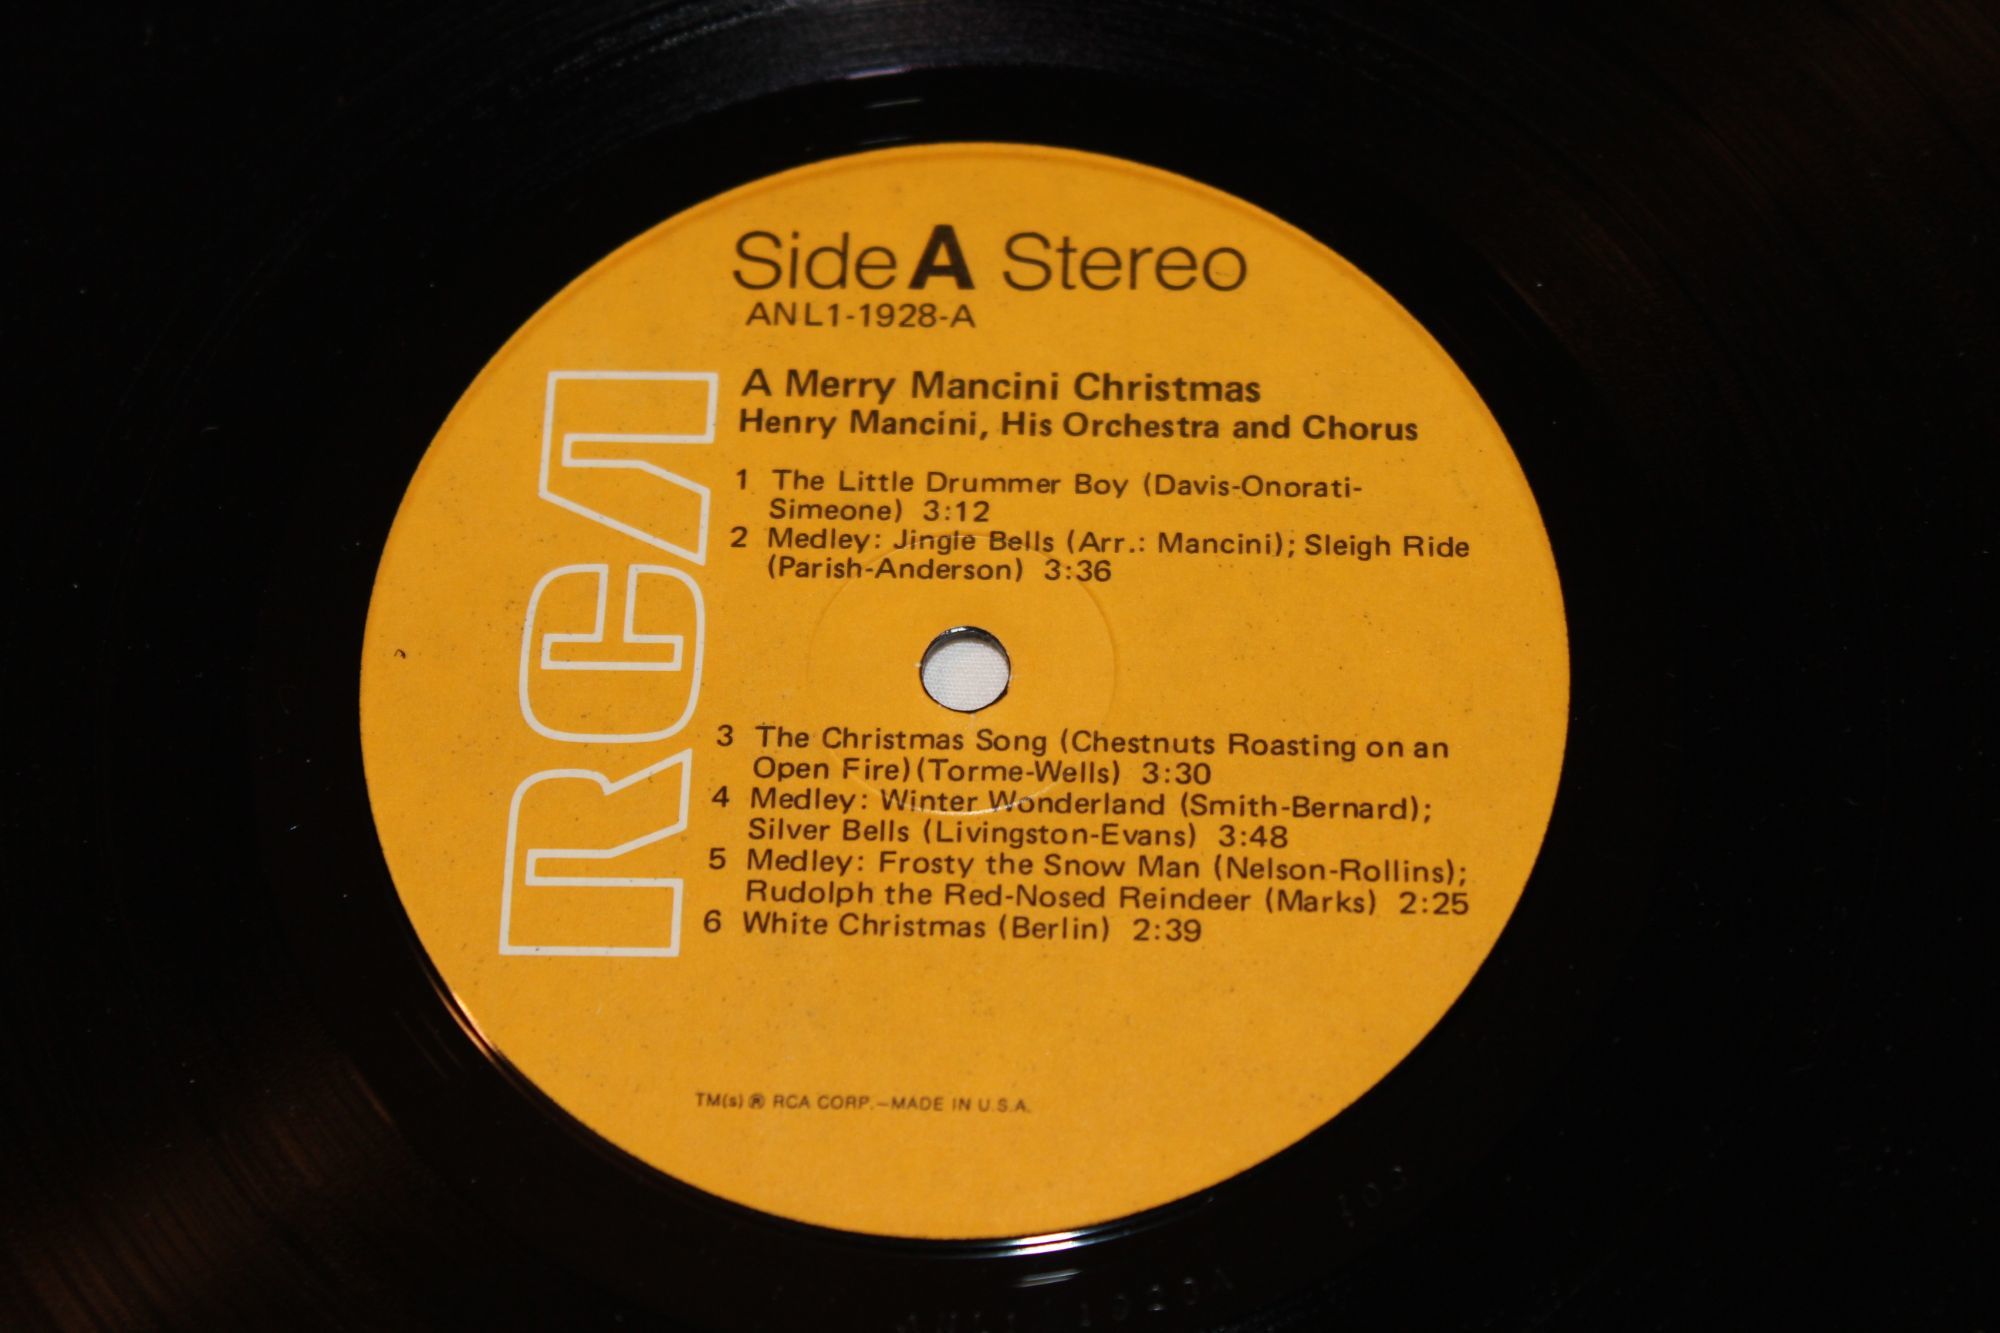 Side A Stereo
ANL1-1928-A
A Merry Mancini Christmas
Henry Mancini, His Orchestra and Chorus
1 The Little Drummer Boy (Davis-Onorati-
Simeone) 3:12
2 Medley: Jingle Bells (Arr.: Mancini); Sleigh Ride
(Parish-Anderson) 3:36
RCA
3 The Christmas Song (Chestnuts Roasting on an
Open Fire) (Torme-Wells) 3:30
4 Medley: Winter Wonderland (Smith-Bernard);
Silver Bells (Livingston-Evans) 3:48
5 Medley: Frosty the Snow Man (Nelson-Rollins);
Rudolph the Red-Nosed Reindeer (Marks) 2:25
6 White Christmas (Berlin) 2:39
TM(s) ® RCA CORP.—MADE IN U.S.A.